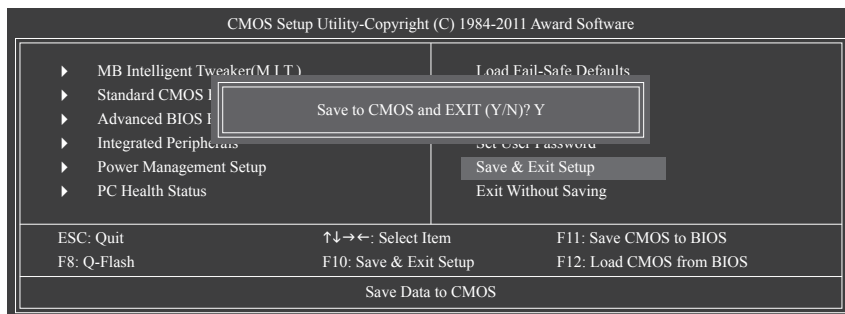 CMOS Setup Utility-Copyright (C) 1984-2011 Award Software
MB Intelligent Tweaker(M.I.T.)
Standard CMOS
Advanced BIOS
Integrated Peripherals
Power Management Setup
PC Health Status
Load Fail-Safe Defaults
Set User Password
Save & Exit Setup
Exit Without Saving
Save to CMOS and EXIT (Y/N)? Y
ESC: Quit
↑↓→←: Select Item
F11: Save CMOS to BIOS
F8: Q-Flash
F10: Save & Exit Setup
F12: Load CMOS from BIOS
Save Data to CMOS